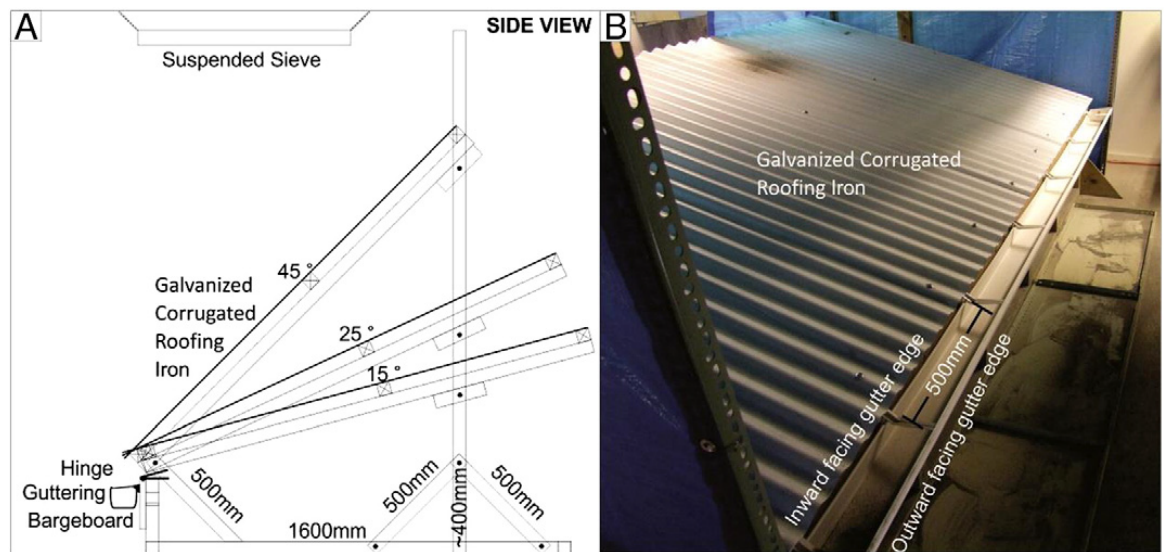 A
SIDE VIEW
Suspended Sieve
45°
Galvanized
Corrugated
Roofing
Iron
25°
15°
Hinge
Guttering
Bargeboard
500mm
500mm
500mm
~400mm
1600mm
B
Galvanized Corrugated
Roofing Iron
500mm
Inward facing gutter edge
Outward facing gutter edge